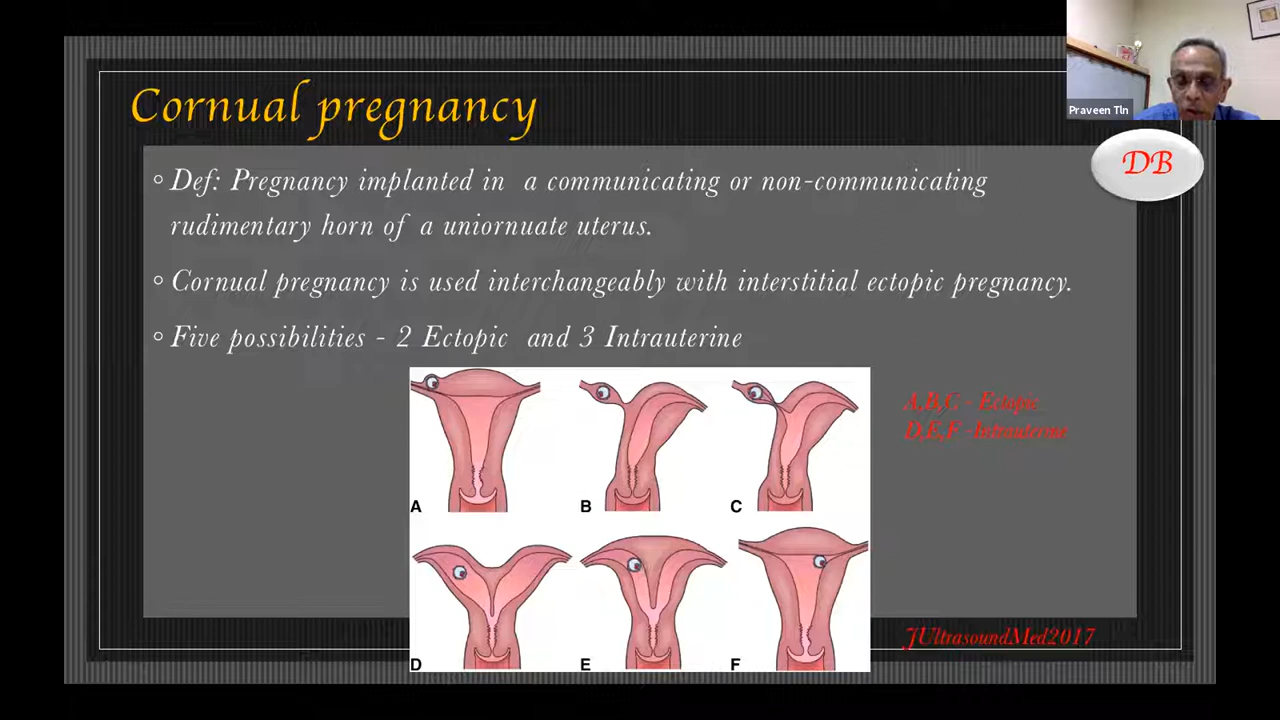 Cornual pregnancy
Praveen Tln
DB
◦ Def: Pregnancy implanted in a communicating or non-communicating
rudimentary horn of a uniornuate uterus.
◦ Cornual pregnancy is used interchangeably with interstitial ectopic pregnancy.
◦ Five possibilities - 2 Ectopic and 3 Intrauterine
A,B,C - Ectopic
D,E,F -Intrauterine
A B C
D E F
JUltrasoundMed2017